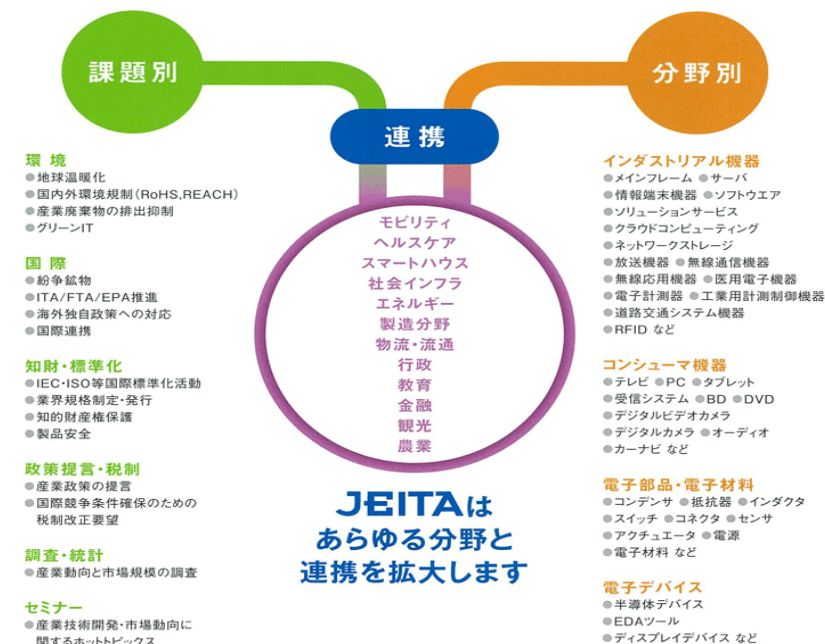 課題別
分野別
連携
環 境
●地球温暖化
●国内外環境規制（RoHS,REACH）
●産業廃棄物の排出抑制
●グリーンIT
国 際
●紛争鉱物
●ITA/FTA/EPA推進
●海外独自政策への対応
●国際連携
知財・標準化
●IEC・ISO等国際標準化活動
●業界規格制定・発行
●知的財産権保護
●製品安全
政策提言・税制
●産業政策の提言
●国際競争条件確保のための
税制改正要望
調査・統計
●産業動向と市場規模の調査
セミナー
●産業技術開発・市場動向に
関するホットトピックス
モビリティ
ヘルスケア
スマートハウス
社会インフラ
エネルギー
製造分野
物流・流通
行政
教育
金融
観光
農業
JEITAは
あらゆる分野と
連携を拡大します
インダストリアル機器
●メインフレーム ●サーバ
●情報端末機器 ●ソフトウエア
●ソリューションサービス
●クラウドコンピューティング
●ネットワークストレージ
●放送機器 ●無線通信機器
●無線応用機器 ●医用電子機器
●電子計測器 ●工業用計測制御機器
●道路交通システム機器
●RFID など
コンシューマ機器
●テレビ ●PC ●タブレット
●受信システム ●BD ●DVD
●デジタルビデオカメラ
●デジタルカメラ ●オーディオ
●カーナビ など
電子部品・電子材料
●コンデンサ ●抵抗器 ●インダクタ
●スイッチ ●コネクタ ●センサ
●アクチュエータ ●電源
●電子材料 など
電子デバイス
●半導体デバイス
●EDAツール
●ディスプレイデバイス など